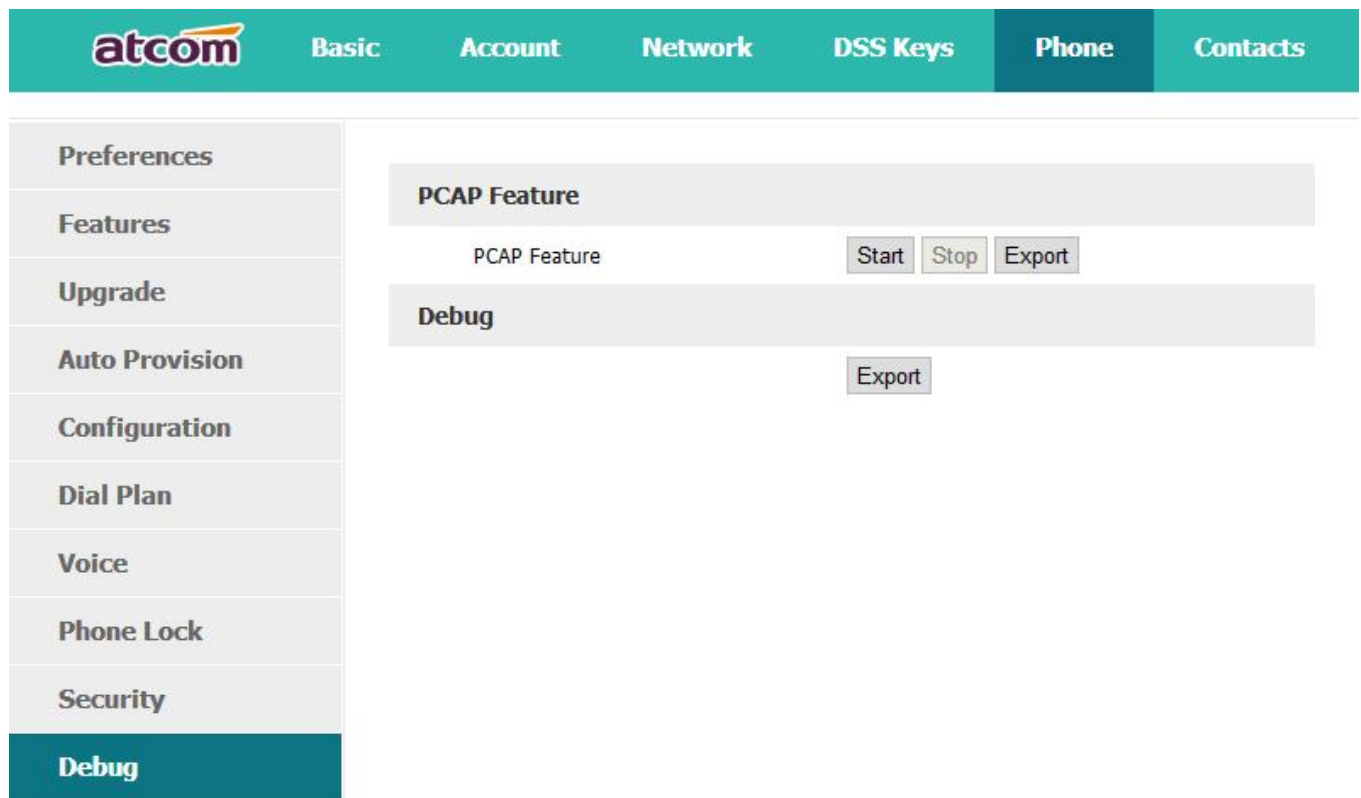 atcom Basic Account Network DSS Keys Phone Contacts
Preferences
Features
Upgrade
Auto Provision
Configuration
Dial Plan
Voice
Phone Lock
Security
Debug
PCAP Feature
PCAP Feature Start Stop Export
Debug
Export